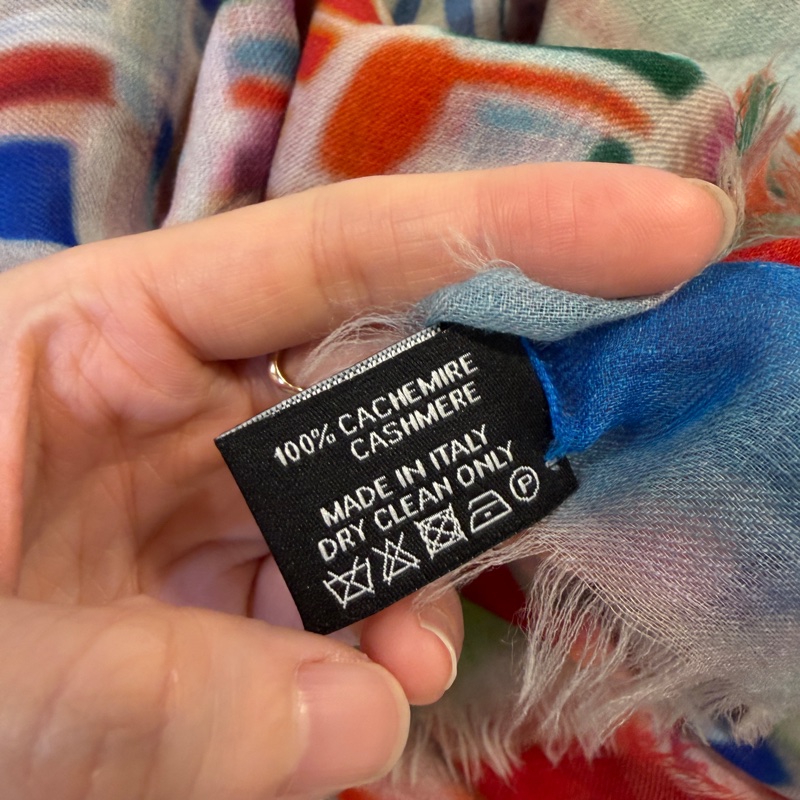 100% CACHEMIRE
CASHMERE
MADE IN ITALY
DRY CLEAN ONLY
P